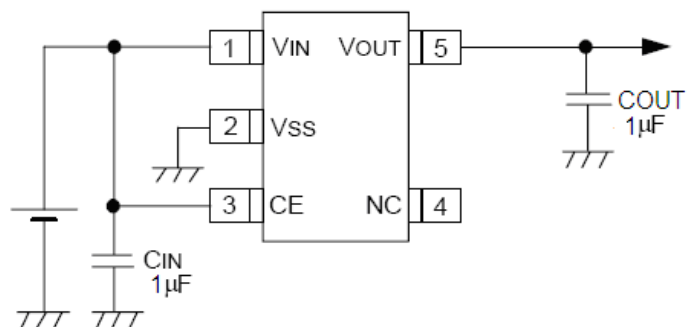 1 VIN VOUT 5
2 VSS
3 CE NC 4
CIN
1μF
COUT
1μF